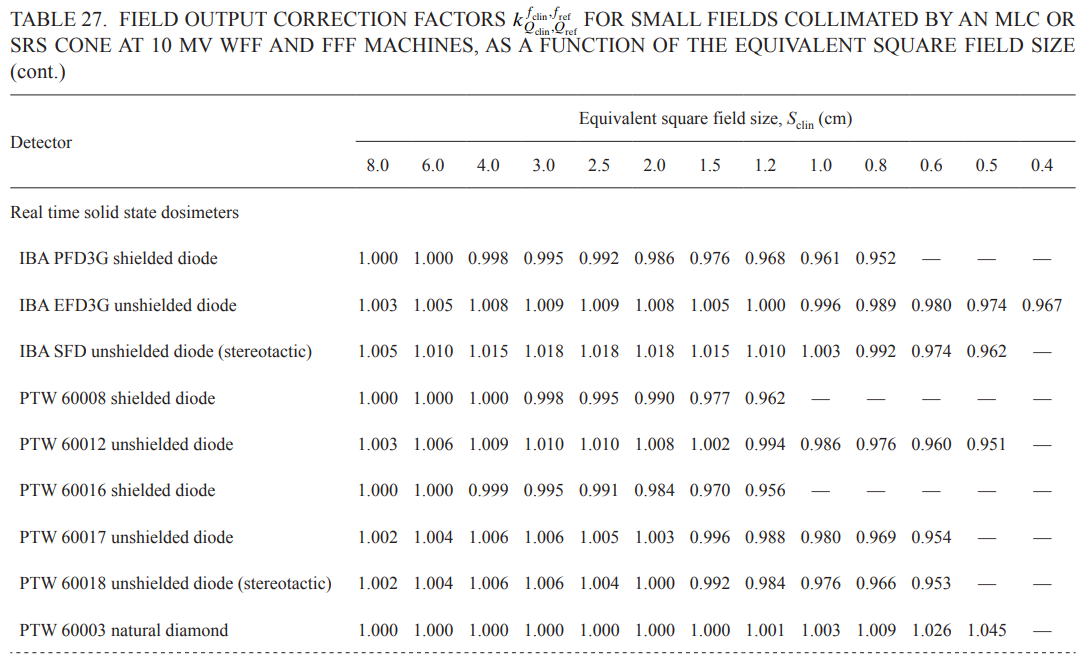 TABLE 27. FIELD OUTPUT CORRECTION FACTORS k^{f_clin, f_ref}_{Q_clin, Q_ref} FOR SMALL FIELDS COLLIMATED BY AN MLC OR
SRS CONE AT 10 MV WFF AND FFF MACHINES, AS A FUNCTION OF THE EQUIVALENT SQUARE FIELD SIZE
(cont.)
Equivalent square field size, S_clin (cm)
Detector
8.0 6.0 4.0 3.0 2.5 2.0 1.5 1.2 1.0 0.8 0.6 0.5 0.4
Real time solid state dosimeters
IBA PFD3G shielded diode 1.000 1.000 0.998 0.995 0.992 0.986 0.976 0.968 0.961 0.952 — — —
IBA EFD3G unshielded diode 1.003 1.005 1.008 1.009 1.009 1.008 1.005 1.000 0.996 0.989 0.980 0.974 0.967
IBA SFD unshielded diode (stereotactic) 1.005 1.010 1.015 1.018 1.018 1.018 1.015 1.010 1.003 0.992 0.974 0.962 —
PTW 60008 shielded diode 1.000 1.000 1.000 0.998 0.995 0.990 0.977 0.962 — — — — —
PTW 60012 unshielded diode 1.003 1.006 1.009 1.010 1.010 1.008 1.002 0.994 0.986 0.976 0.960 0.951 —
PTW 60016 shielded diode 1.000 1.000 0.999 0.995 0.991 0.984 0.970 0.956 — — — — —
PTW 60017 unshielded diode 1.002 1.004 1.006 1.006 1.005 1.003 0.996 0.988 0.980 0.969 0.954 — —
PTW 60018 unshielded diode (stereotactic) 1.002 1.004 1.006 1.006 1.004 1.000 0.992 0.984 0.976 0.966 0.953 — —
PTW 60003 natural diamond 1.000 1.000 1.000 1.000 1.000 1.000 1.000 1.001 1.003 1.009 1.026 1.045 —